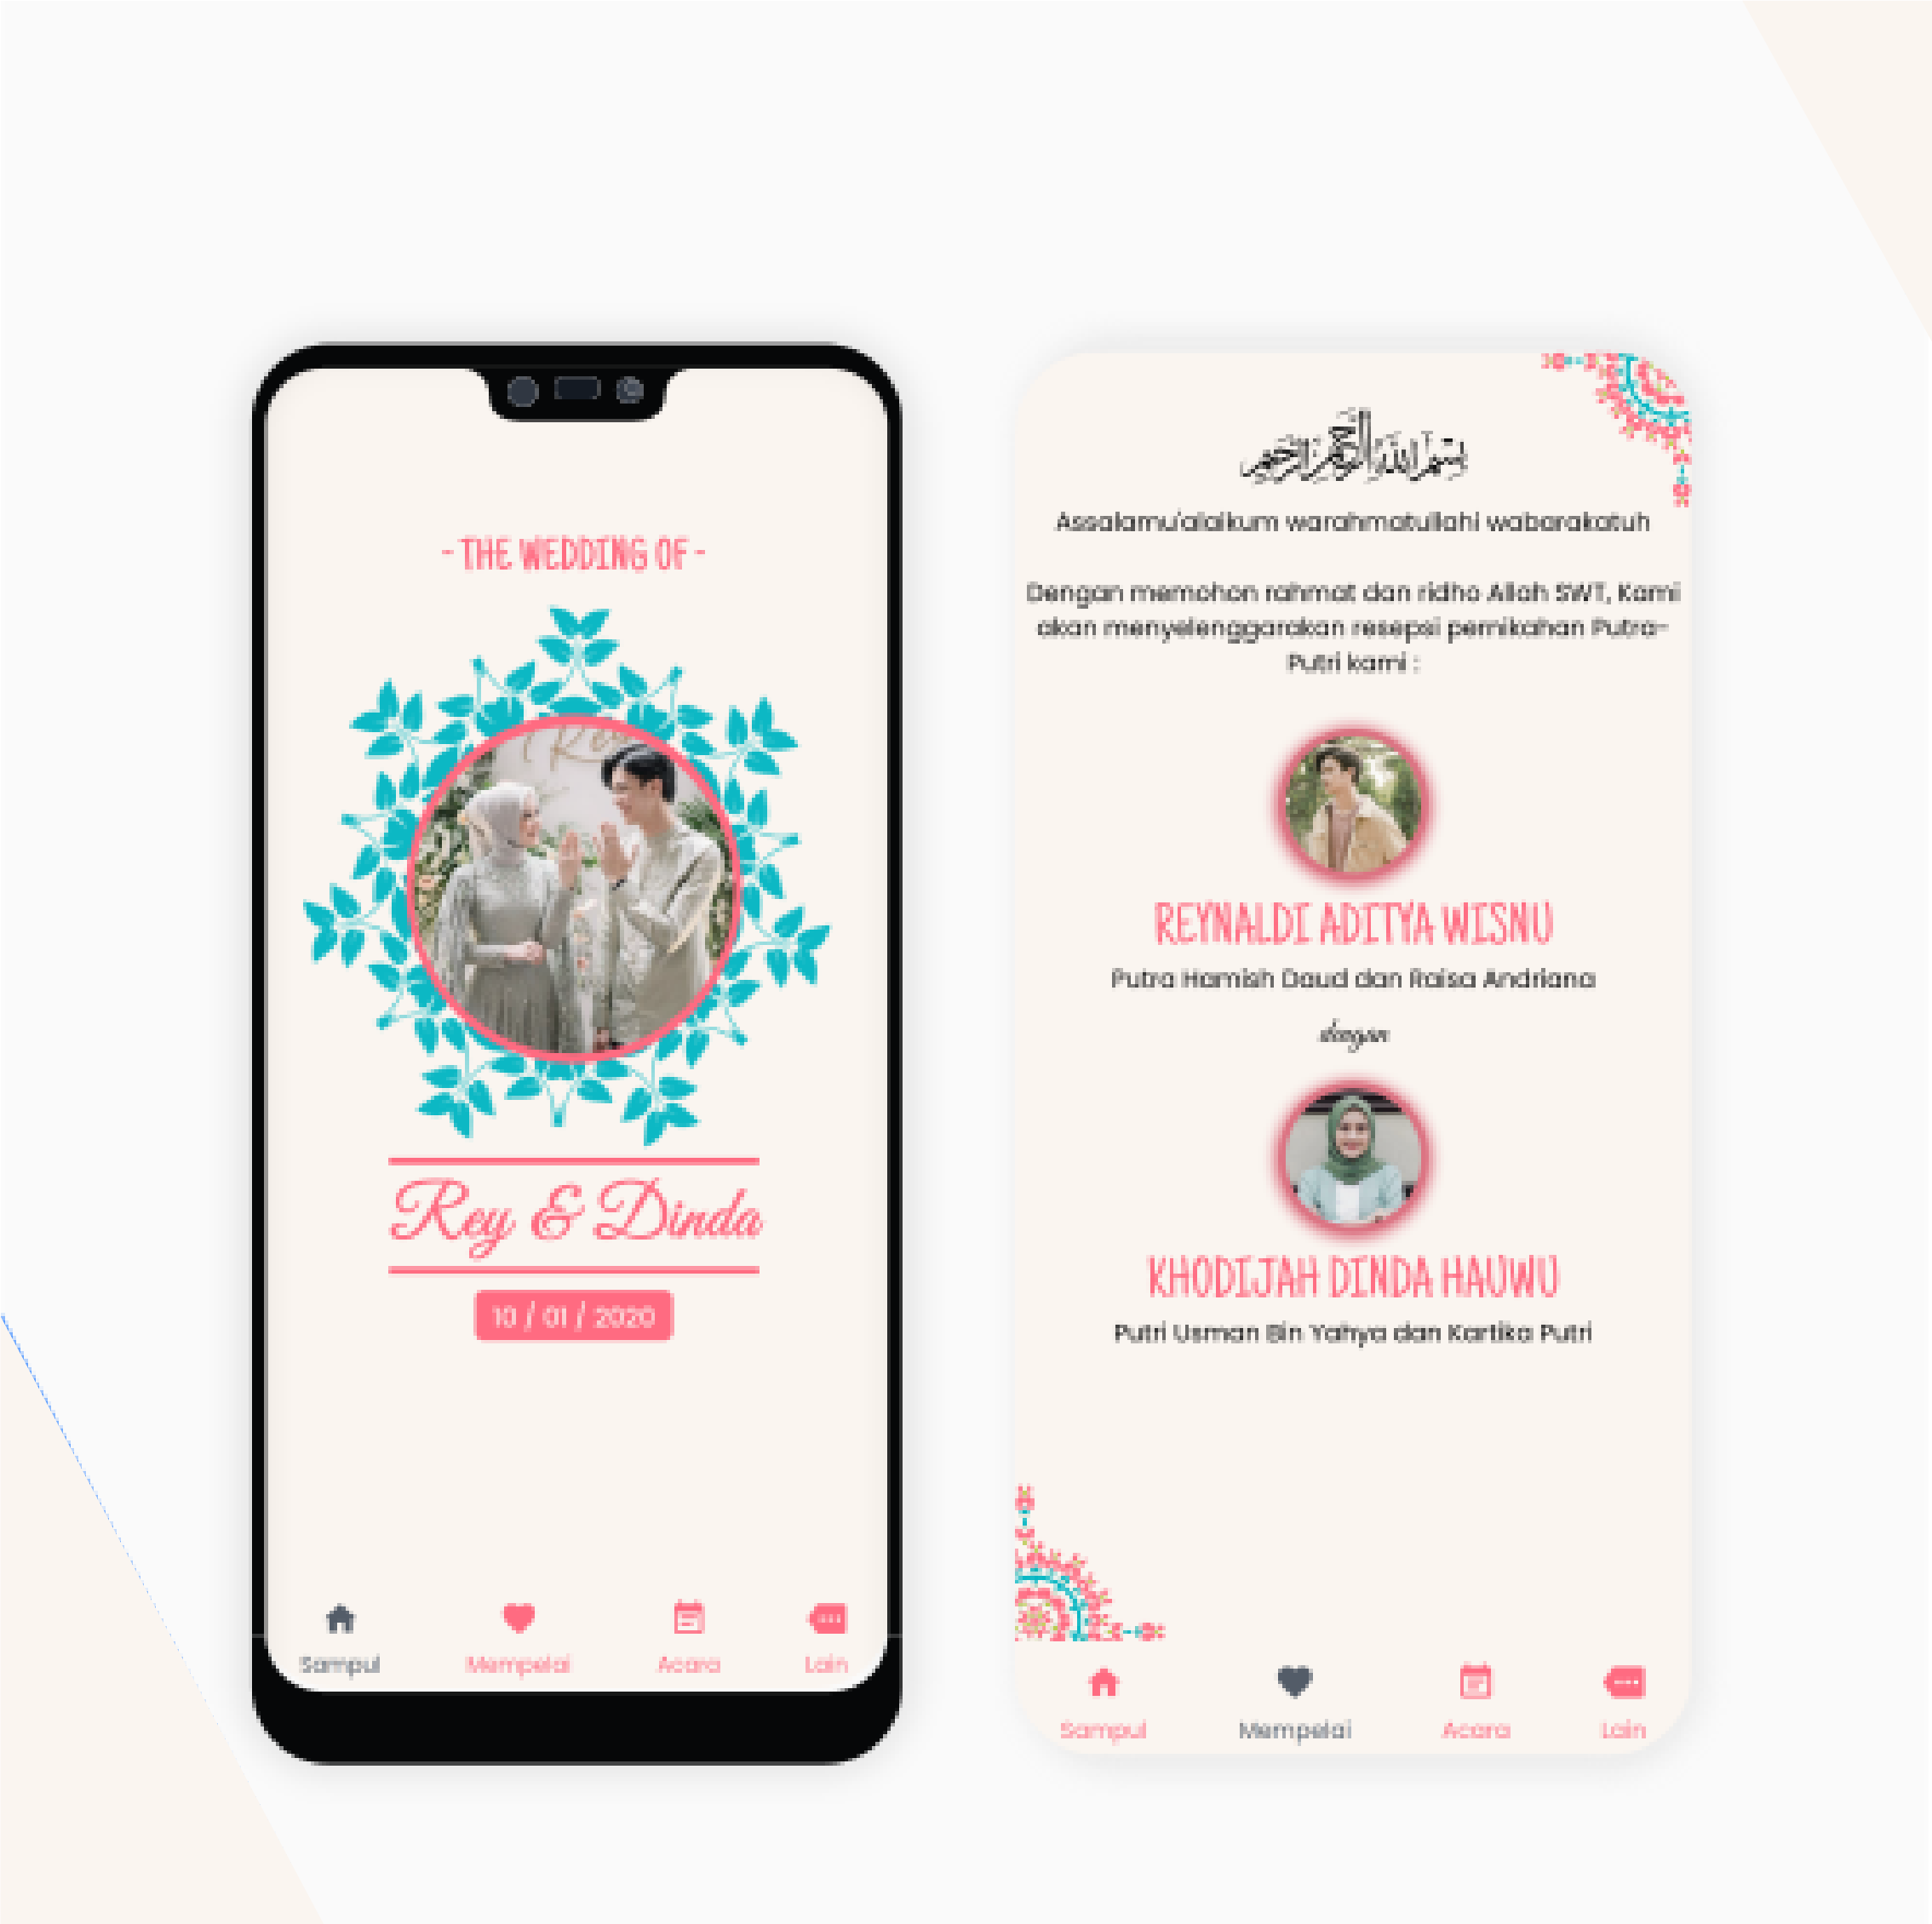 - THE WEDDING OF -
Rey & Dinda
10 / 01 / 2020
Sampul
Mempelai
Acara
Lain
بسم الله الرحمن الرحيم
Assalamu'alaikum warahmatullahi wabarakatuh
Dengan memohon rahmat dan ridho Allah SWT, Kami
akan menyelenggarakan resepsi pernikahan Putra-
Putri kami :
REYNALDI ADITYA WISNU
Putra Hamish Daud dan Raisa Andriana
dengan
KHODIJAH DINDA HAUWU
Putri Usman Bin Yahya dan Kartika Putri
Sampul
Mempelai
Acara
Lain